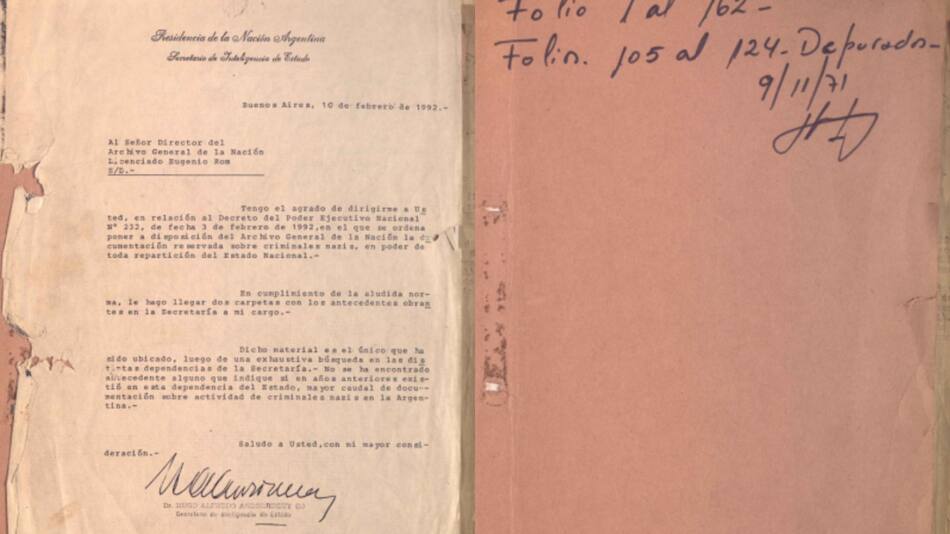 Presidencia de la Nación Argentina
Secretaría de Inteligencia de Estado
Buenos Aires, 10 de febrero de 1992.-
Al Señor Director del
Archivo General de la Nación
Licenciado Eugenio Rom
S/D.-
Tengo el agrado de dirigirme a Us
ted, en relación al Decreto del Poder Ejecutivo Nacional
Nº 232, de fecha 3 de febrero de 1992,en el que se ordena
poner a disposición del Archivo General de la Nación la do
cumentación reservada sobre criminales nazis, en poder de
toda repartición del Estado Nacional.-
En cumplimiento de la aludida nor-
ma, le hago llegar dos carpetas con los antecedentes obran
tes en la Secretaría a mi cargo.-
Dicho material es el único que ha
sido ubicado, luego de una exhaustiva búsqueda en las dis
tintas dependencias de la Secretaría.- No se ha encontrado
antecedente alguno que indique si en años anteriores exis-
tió en esta dependencia del Estado, mayor caudal de docu-
mentación sobre actividad de criminales nazis en la Argen-
tina.-
Saludo a Usted,con mi mayor consi-
deración.-
Dr. HUGO ALFREDO
Secretario de Inteligencia de Estado
Folio 1 al 162-
Folio. 105 al 124- Depurado-
9/11/71